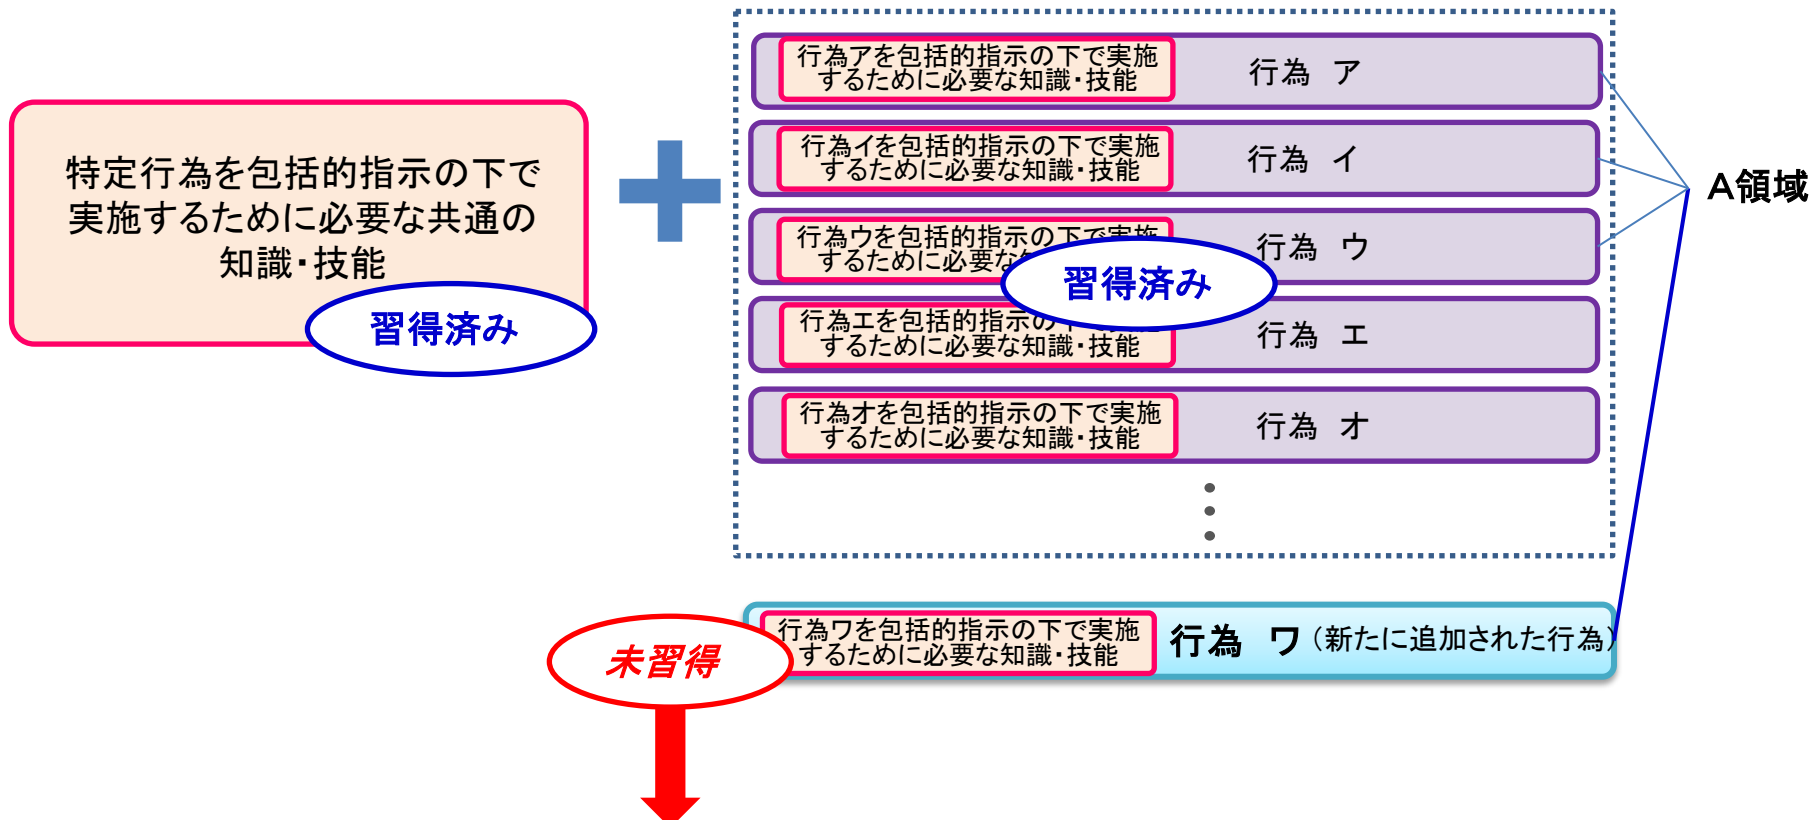 特定行為を包括的指示の下で
実施するために必要な共通の
知識・技能
習得済み
行為アを包括的指示の下で実施
するために必要な知識・技能
行為 ア
行為イを包括的指示の下で実施
するために必要な知識・技能
行為 イ
行為ウを包括的指示の下で実施
するために必要な
行為 ウ
習得済み
行為エを包括的指示の下
するために必要な知識・技能
行為 エ
行為オを包括的指示の下で実施
するために必要な知識・技能
行為 オ
A領域
未習得
行為ワを包括的指示の下で実施
するために必要な知識・技能
行為 ワ(新たに追加された行為)